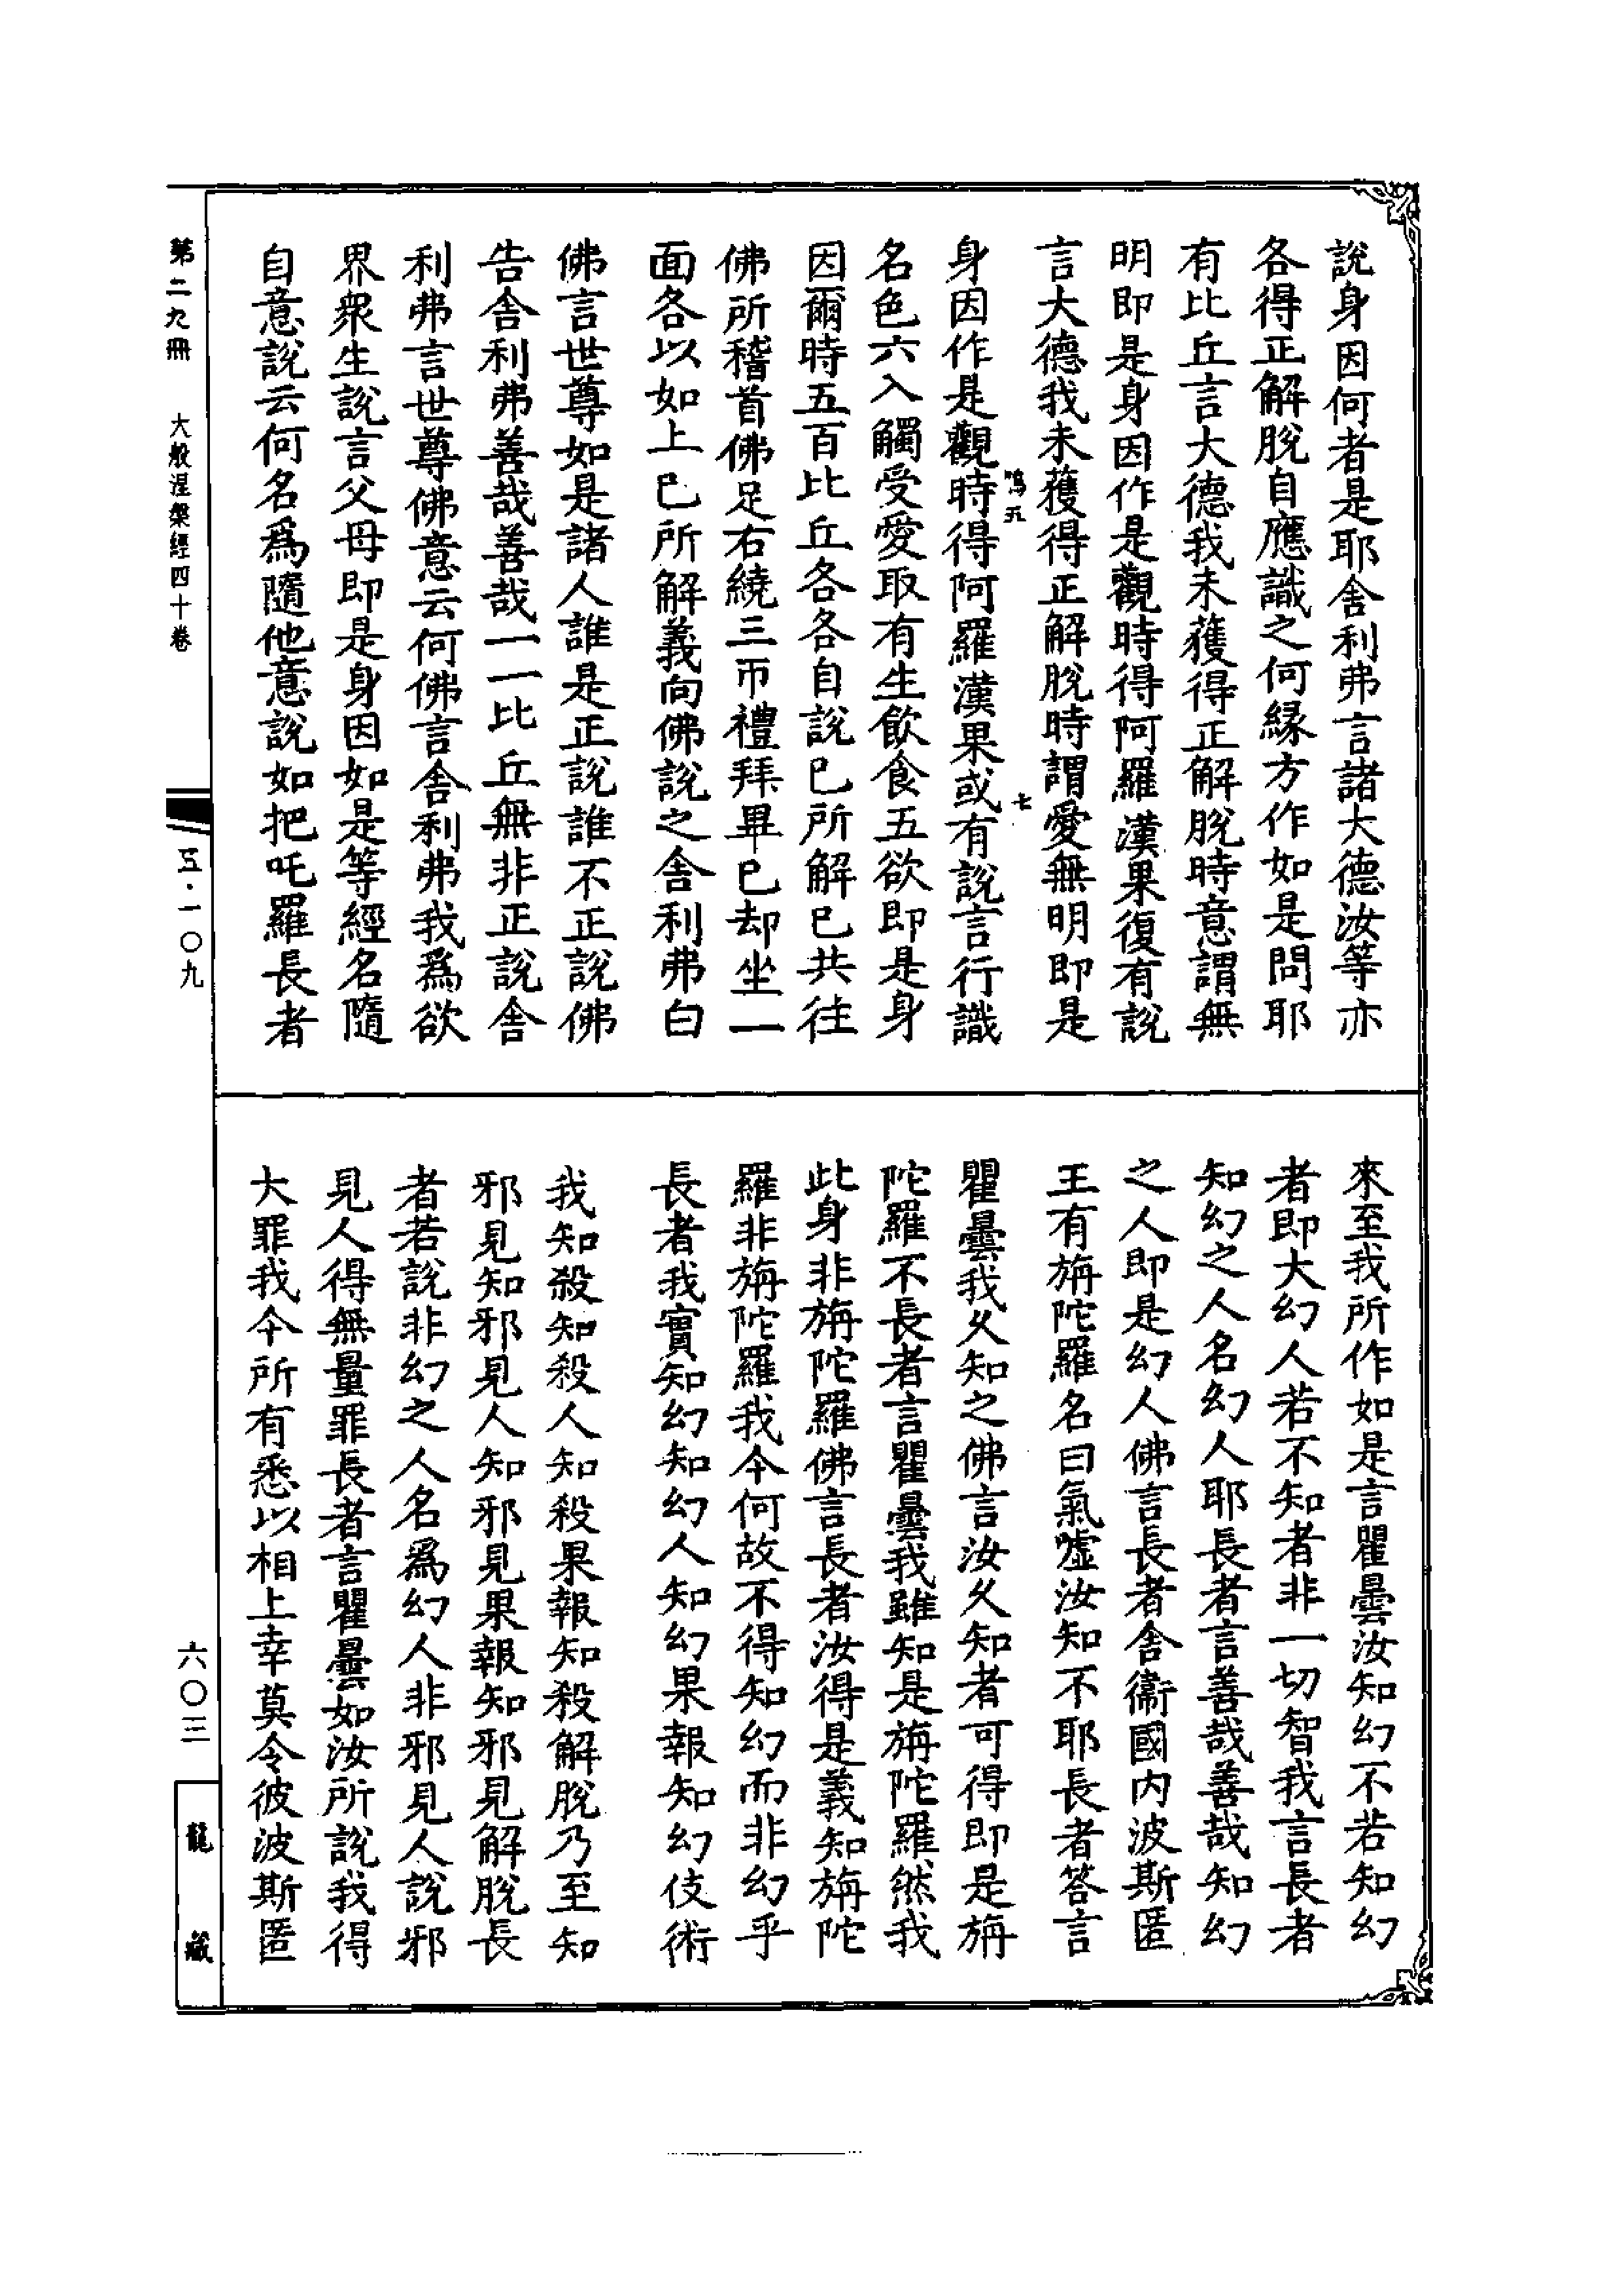 說身因何者是耶舍利弗言諸大德汝等亦
各得正解脫自應識之何緣方作如是問耶
有比丘言大德我未獲得正解脫時意謂無
明即是身因作是觀時得阿羅漢果復有說
言大德我未獲得正解脫時謂愛無明即是
鳴五 七
身因作是觀時得阿羅漢果或有說言行識
名色六入觸受愛取有生飲食五欲即是身
因爾時五百比丘各各自說已所解已共往
佛所稽首佛足右繞三帀禮拜畢已却坐一
面各以如上已所解義向佛說之舍利弗白
佛言世尊如是諸人誰是正說誰不正說佛
告舍利弗善哉善哉一一比丘無非正說舍
利弗言世尊佛意云何佛言舍利弗我爲欲
界衆生說言父母即是身因如是等經名隨
自意說云何名爲隨他意說如把吒羅長者
來至我所作如是言瞿曇汝知幻不若知幻
者即大幻人若不知者非一切智我言長者
知幻之人名幻人耶長者言善哉善哉知幻
之人即是幻人佛言長者舍衞國內波斯匿
王有旃陀羅名曰氣噓汝知不耶長者答言
瞿曇我久知之佛言汝久知者可得即是旃
陀羅不長者言瞿曇我雖知是旃陀羅然我
此身非旃陀羅佛言長者汝得是義知旃陀
羅非旃陀羅我今何故不得知幻而非幻乎
長者我實知幻知幻人知幻果報知幻伎術
我知殺知殺人知殺果報知殺解脫乃至知
邪見知邪見人知邪見果報知邪見解脫長
者若說非幻之人名爲幻人非邪見人說邪
見人得無量罪長者言瞿曇如汝所說我得
大罪我今所有悉以相上幸莫令彼波斯匿
第二九冊 大般涅槃經四十卷
五·一〇九
六〇三
龍藏